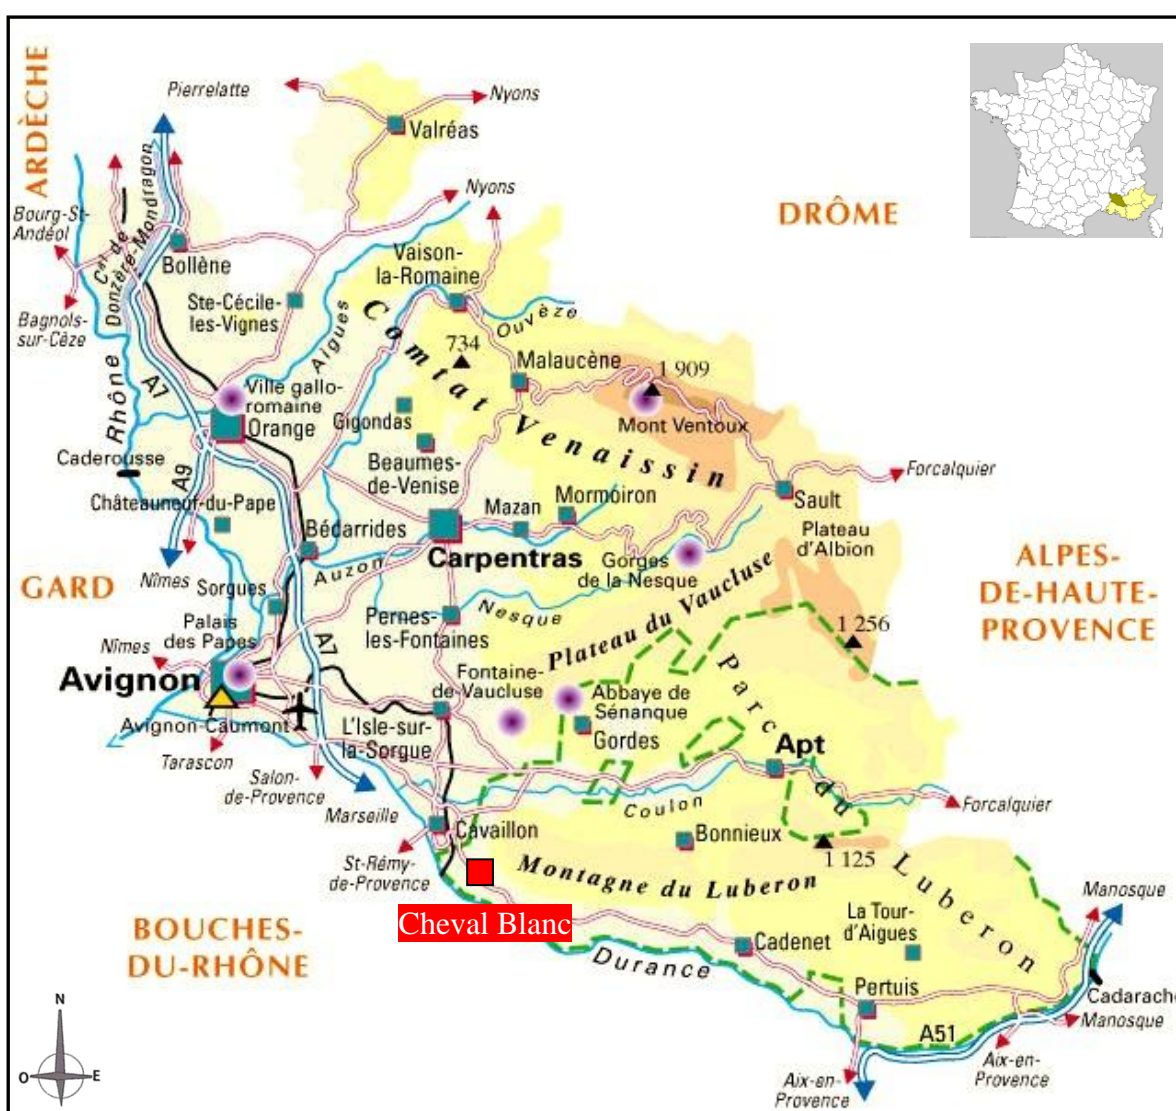 ARDÈCHE
Pierrelatte
Nyons
Valréas
Nyons
DRÔME
Bourg-St-
Andéol
Cal de
Donzère-Mondragon
Bollène
Vaison-
la-Romaine
Ste-Cécile-
les-Vignes
Bagnols-
sur-Cèze
Aigues
Ouvèze
Comtat Venaissin
734
Malaucène
1 909
Mont Ventoux
Rhône
A7
Ville gallo-
romaine
Orange
Gigondas
Beaumes-
de-Venise
Caderousse
A9
Châteauneuf-du-Pape
Bédarrides
Mazan
Mormoiron
Sault
Forcalquier
Plateau
d'Albion
Carpentras
Gorges
de la Nesque
Auzon
GARD
Nîmes
Sorgues
Pernes-
les-Fontaines
Nesque
Plateau du Vaucluse
ALPES-
DE-HAUTE-
PROVENCE
1 256
Palais
des Papes
A7
Nîmes
Avignon
Fontaine-
de-Vaucluse
Abbaye de
Sénanque
Gordes
Parc du Luberon
Avignon-Caumont
L'Isle-sur-
la-Sorgue
Apt
Tarascon
Salon-
de-Provence
Marseille
Coulon
Forcalquier
Cavaillon
Bonnieux
1 125
St-Rémy-
de-Provence
Montagne du Luberon
Manosque
Cheval Blanc
La Tour-
d'Aigues
BOUCHES-
DU-RHÔNE
Cadenet
Durance
Pertuis
Cadarache
Manosque
A51
Aix-en-
Provence
Aix-en-
Provence
N
O
E